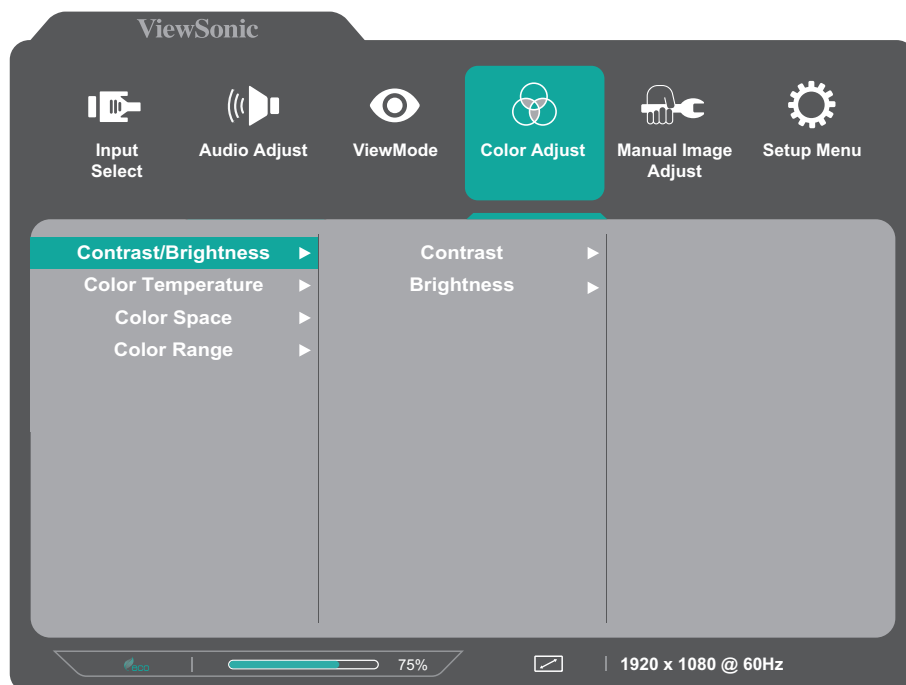 ViewSonic
Input
Select
Audio Adjust
ViewMode
Color Adjust
Manual Image
Adjust
Setup Menu
Contrast/Brightness
Color Temperature
Color Space
Color Range
Contrast
Brightness
eco
75%
1920 x 1080 @ 60Hz